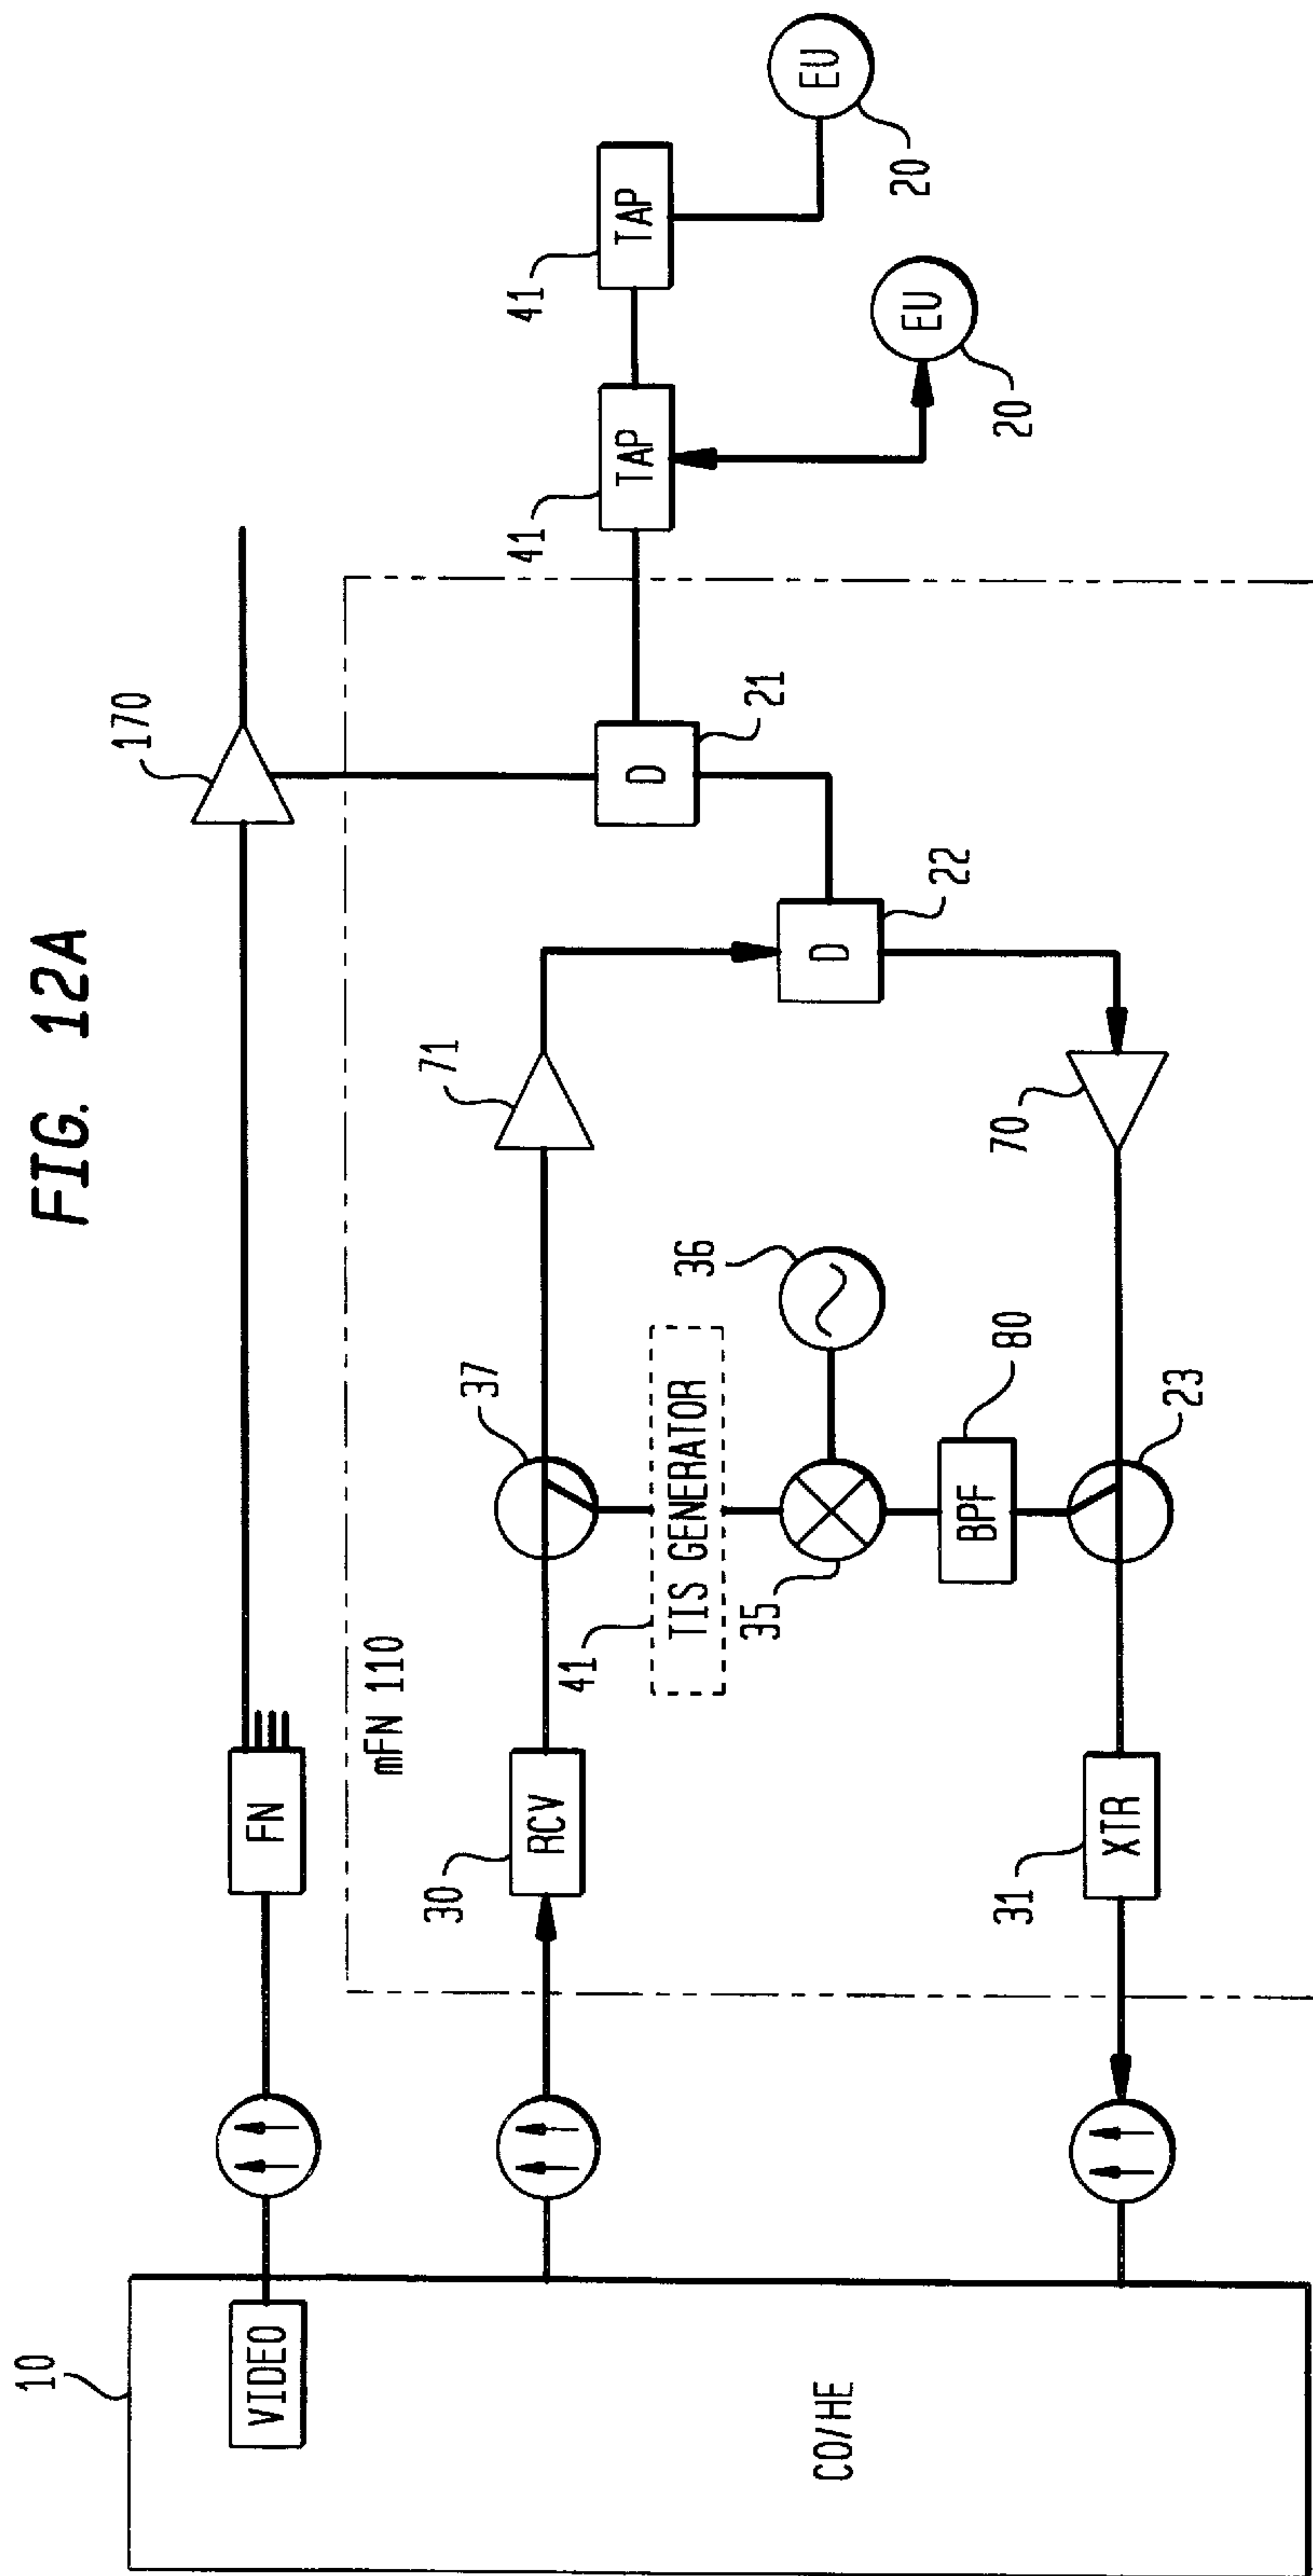 FIG. 12A
10
VIDEO
CO/HE
FN
170
mFN 110
30
RCV
37
71
41
TIS GENERATOR
36
35
BPF
80
23
31
XTR
70
D
22
D
21
41
TAP
41
TAP
EU
20
EU
20